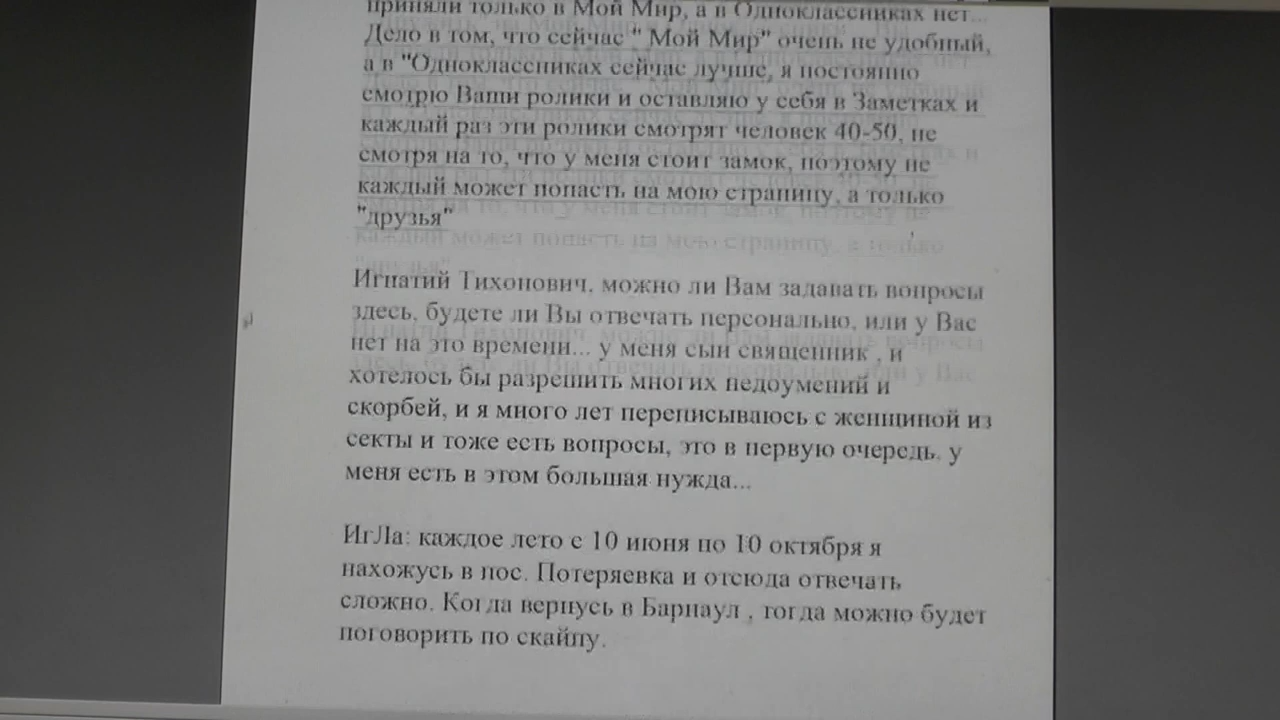 приняли только в Мой Мир, а в Одноклассниках нет...
Дело в том, что сейчас " Мой Мир" очень не удобный,
а в "Одноклассниках сейчас лучше, я постоянно
смотрю Ваши ролики и оставляю у себя в Заметках и
каждый раз эти ролики смотрят человек 40-50, не
смотря на то, что у меня стоит замок, поэтому не
каждый может попасть на мою страницу, а только
"друзья"
Игнатий Тихонович, можно ли Вам задавать вопросы
здесь, будете ли Вы отвечать персонально, или у Вас
нет на это времени... у меня сын священник , и
хотелось бы разрешить многих недоумений и
скорбей, и я много лет переписываюсь с женщиной из
секты и тоже есть вопросы, это в первую очередь. у
меня есть в этом большая нужда...
ИгЛа: каждое лето с 10 июня по 10 октября я
нахожусь в пос. Потеряевка и отсюда отвечать
сложно. Когда вернусь в Барнаул , тогда можно будет
поговорить по скайпу.